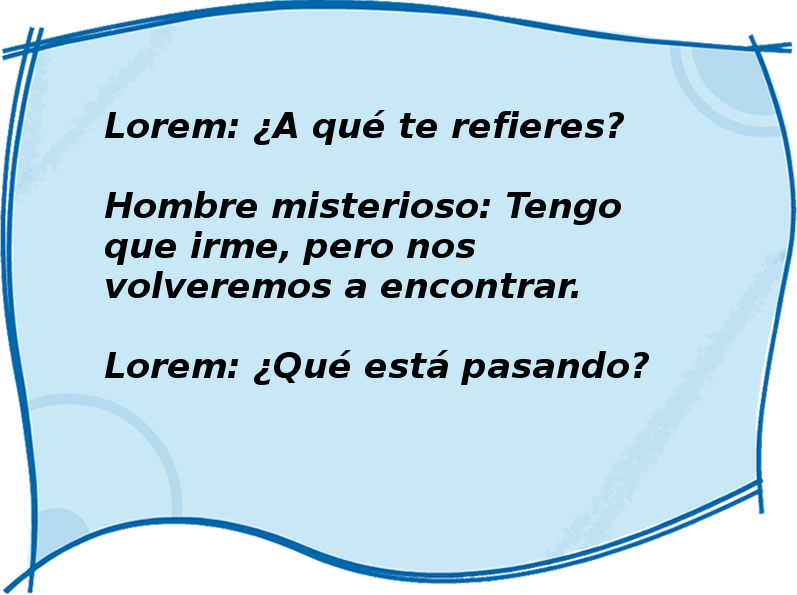 Lorem: ¿A qué te refieres?
Hombre misterioso: Tengo
que irme, pero nos
volveremos a encontrar.
Lorem: ¿Qué está pasando?